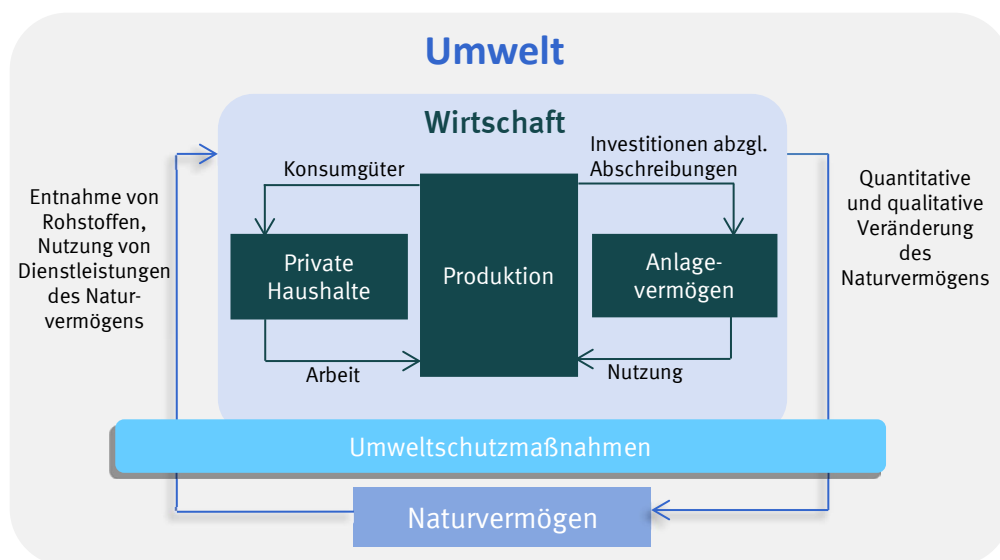 Umwelt
Wirtschaft
Konsumgüter
Investitionen abzgl.
Abschreibungen
Entnahme von
Rohstoffen,
Nutzung von
Dienstleistungen
des Natur-
vermögens
Private
Haushalte
Produktion
Anlage-
vermögen
Quantitative
und qualitative
Veränderung
des
Naturvermögens
Arbeit
Nutzung
Umweltschutzmaßnahmen
Naturvermögen